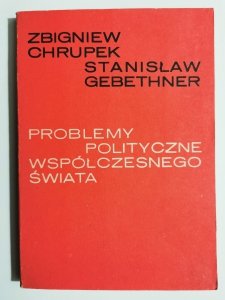 ZBIGNIEW
CHRUPEK
STANISŁAW
GEBETHNER
PROBLEMY
POLITYCZNE
WSPÓŁCZESNEGO
ŚWIATA